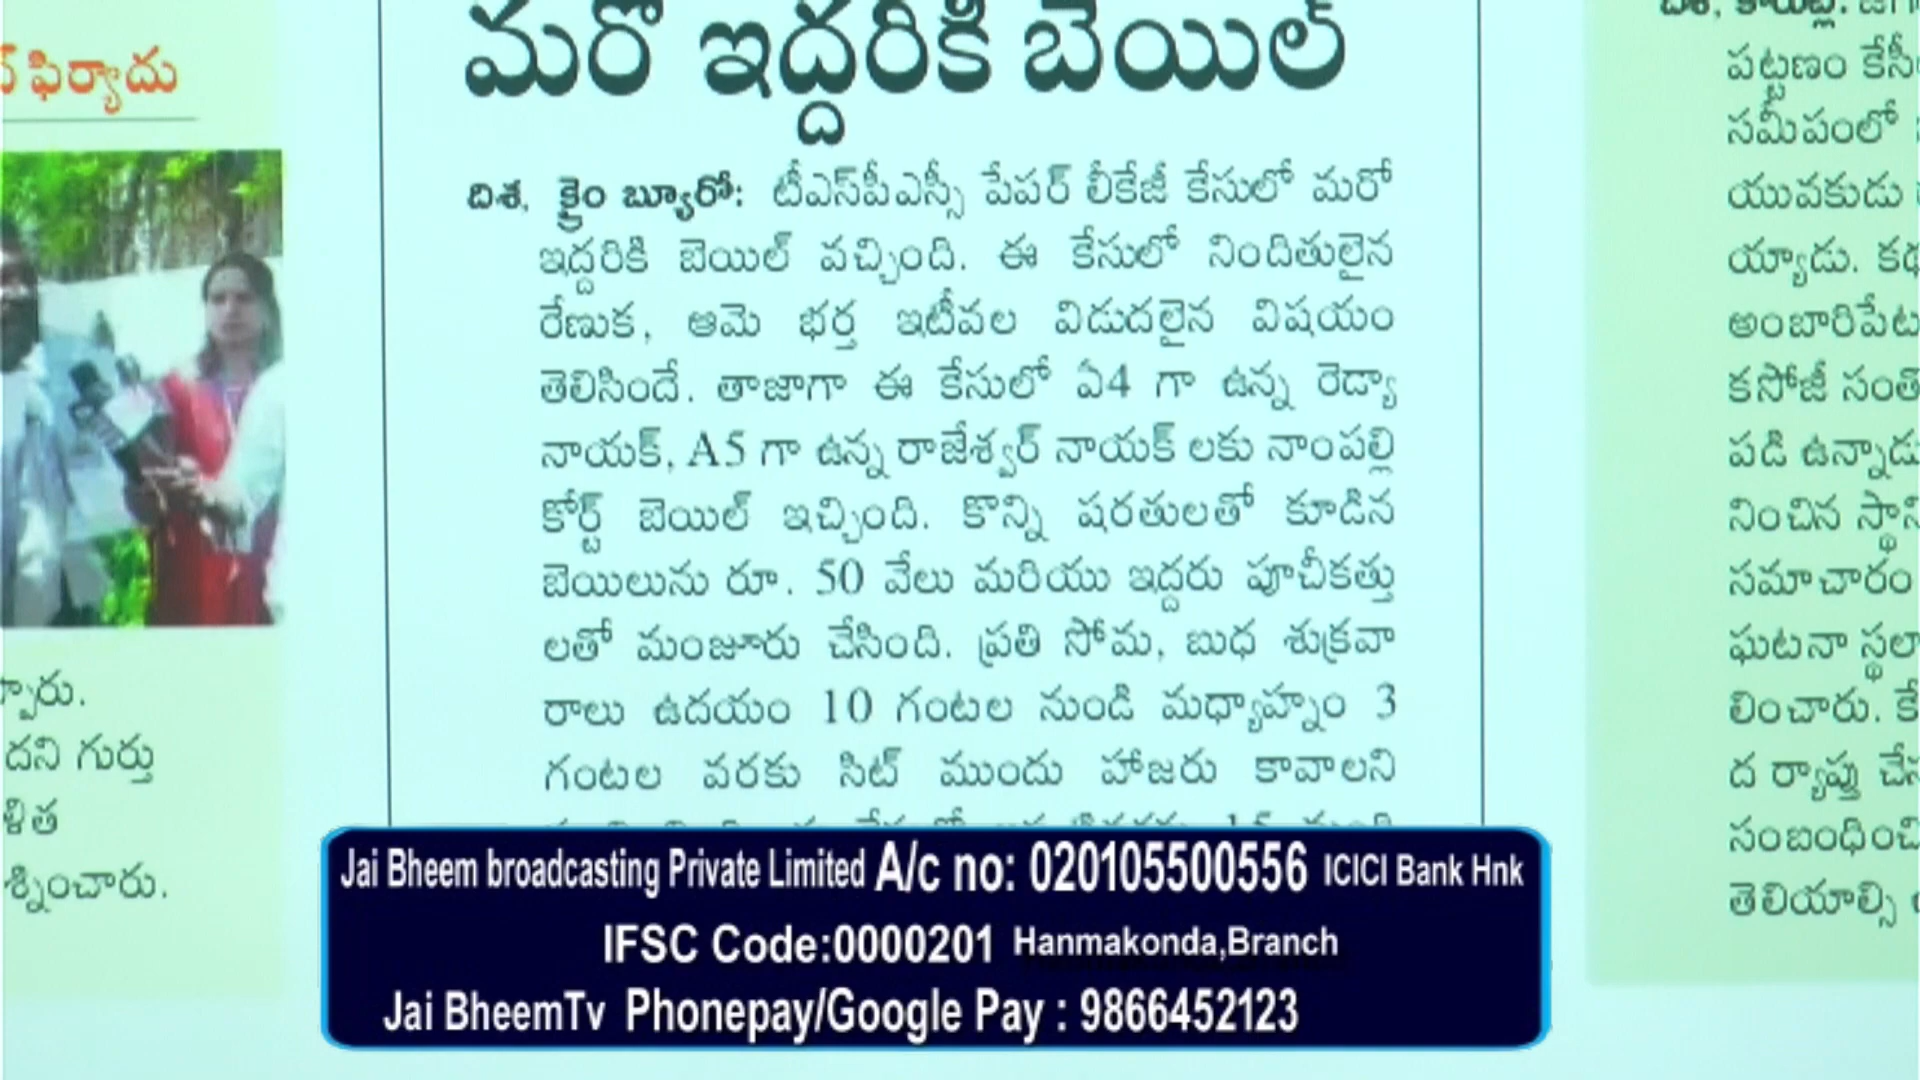 ఫిర్యాదు
మరో ఇద్దరికి బెయిల్
దిశ, క్రైం బ్యూరో: టీఎస్‌పీఎస్సీ పేపర్ లీకేజీ కేసులో మరో
ఇద్దరికి బెయిల్ వచ్చింది. ఈ కేసులో నిందితులైన
రేణుక, ఆమె భర్త ఇటీవల విడుదలైన విషయం
తెలిసిందే. తాజాగా ఈ కేసులో ఏ4 గా ఉన్న రెడ్యా
నాయక్, A5 గా ఉన్న రాజేశ్వర్ నాయక్ లకు నాంపల్లి
కోర్ట్ బెయిల్ ఇచ్చింది. కొన్ని షరతులతో కూడిన
బెయిలును రూ. 50 వేలు మరియు ఇద్దరు పూచీకత్తు
లతో మంజూరు చేసింది. ప్రతి సోమ, బుధ శుక్రవా
రాలు ఉదయం 10 గంటల నుండి మధ్యాహ్నం 3
గంటల వరకు సిట్ ముందు హాజరు కావాలని
దని గుర్తు
పట్టణం
సమీపంలో
యువకుడు
య్యాడు.
అంబారిపేట
కసోజీ
పడి ఉన్నాడు
నించిన
సమాచారం
ఘటనా
లించారు.
ద ర్యాప్తు
తెలియాల్సి
Jai Bheem broadcasting Private Limited A/c no: 020105500556 ICICI Bank Hnk
IFSC Code:0000201 Hanmakonda,Branch
Jai BheemTv Phonepay/Google Pay : 9866452123